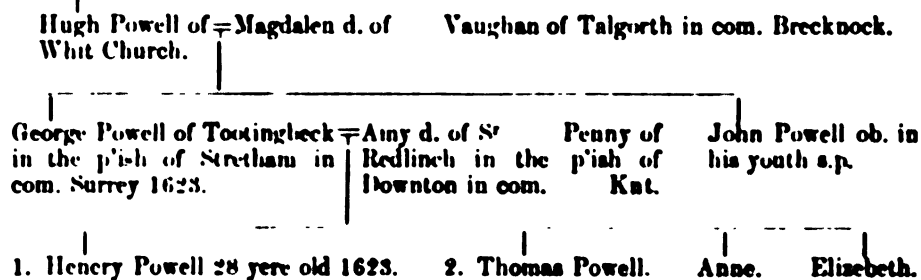 Hugh Powell of = Magdalen d. of Vaughan of Talgorth in com. Brecknock.
Whit Church.
George Powell of Tootingbeck = Amy d. of Sr Penny of John Powell ob. in
in the p'ish of Stretham in Redlinch in the p'ish of his youth s.p.
com. Surrey 1623. Downton in com. Knt.
1. Henery Powell 28 yere old 1623. 2. Thomas Powell. Anne. Elizebeth.